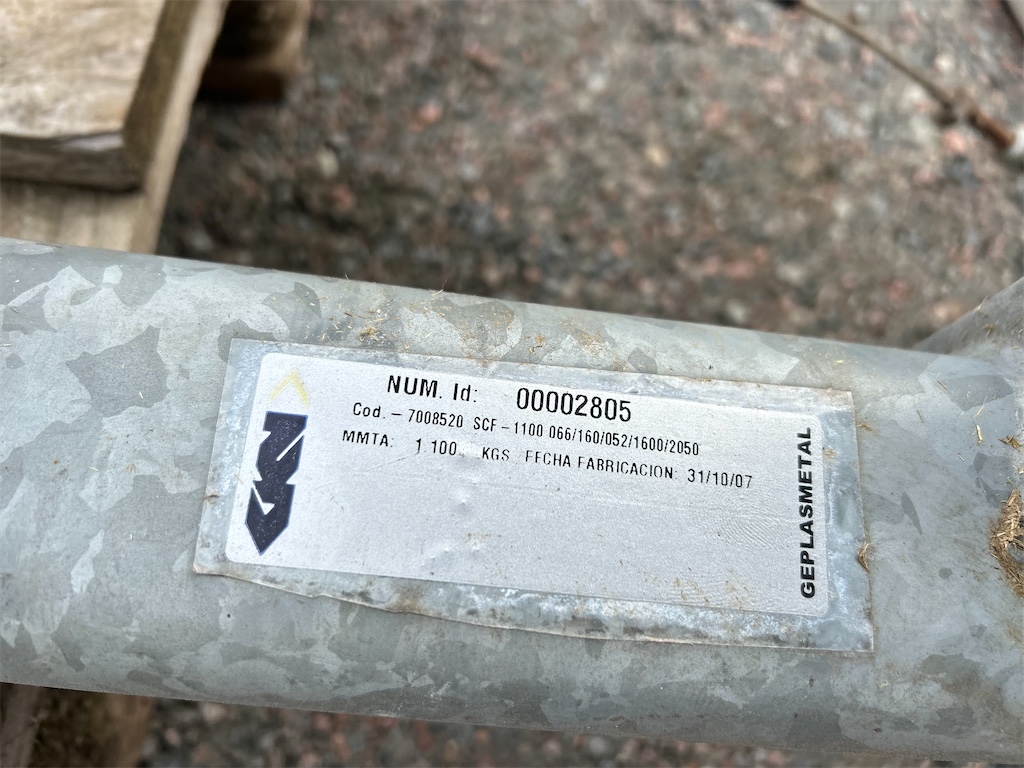 NUM. Id: 00002805
Cod.- 7008520 SCF-1100 066/160/052/1600/2050
MMTA: 1.100 KGS. FECHA FABRICACION: 31/10/07
GEPLASMETAL